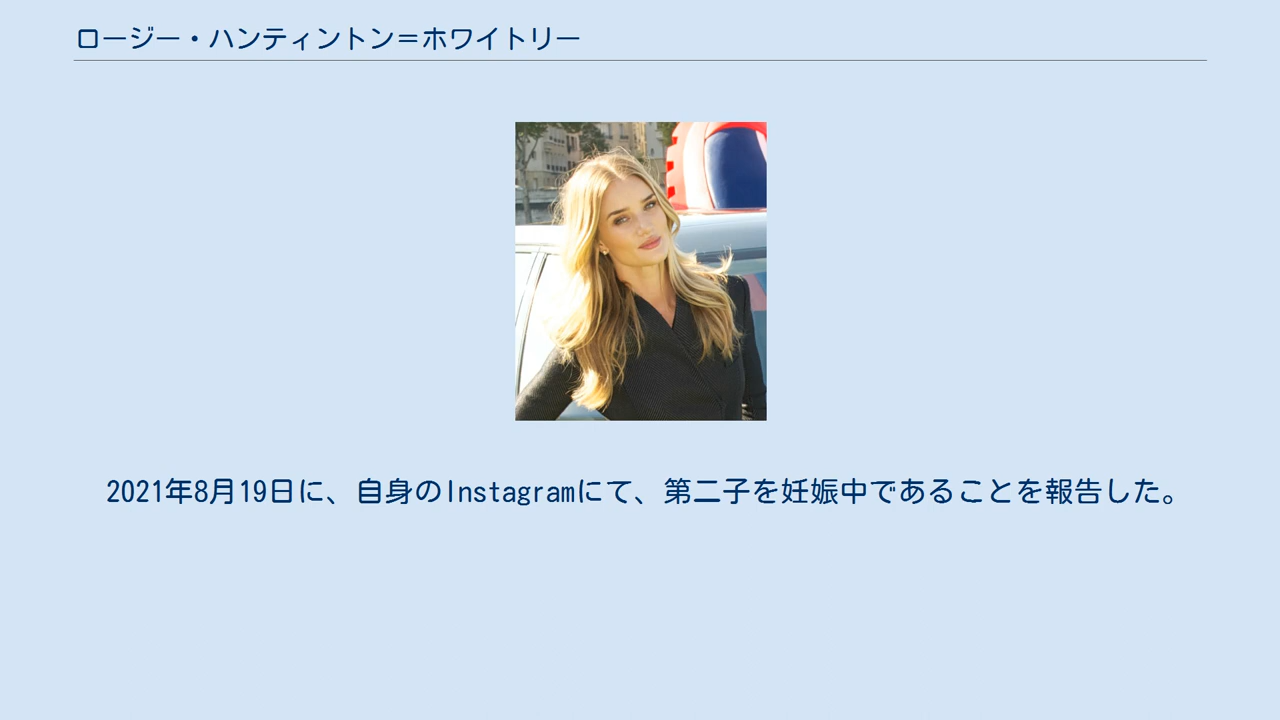 ロージー・ハンティントン＝ホワイトリー
2021年8月19日に、自身のInstagramにて、第二子を妊娠中であることを報告した。